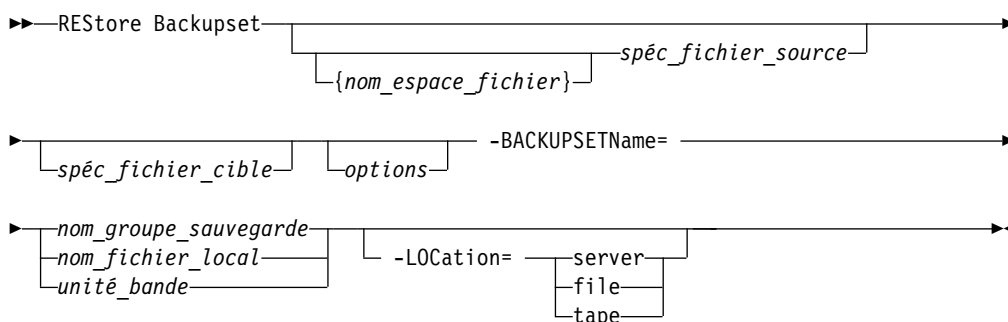 REStore Backupset
{nom_espace_fichier} spéc_fichier_source
spéc_fichier_cible options -BACKUPSETName=
nom_groupe_sauvegarde
nom_fichier_local
unité_bande
-LOCation= server
file
tape